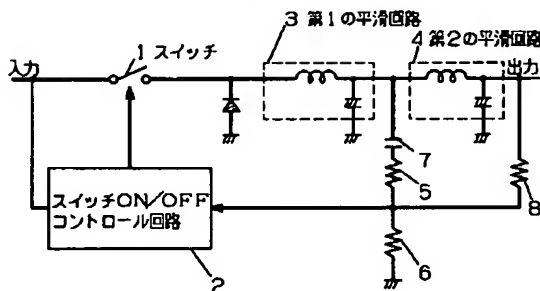 3 第1の平滑回路
1 スイッチ
4 第2の平滑回路
入力
出力
7
5
8
スイッチON/OFF
コントロール回路
2
6